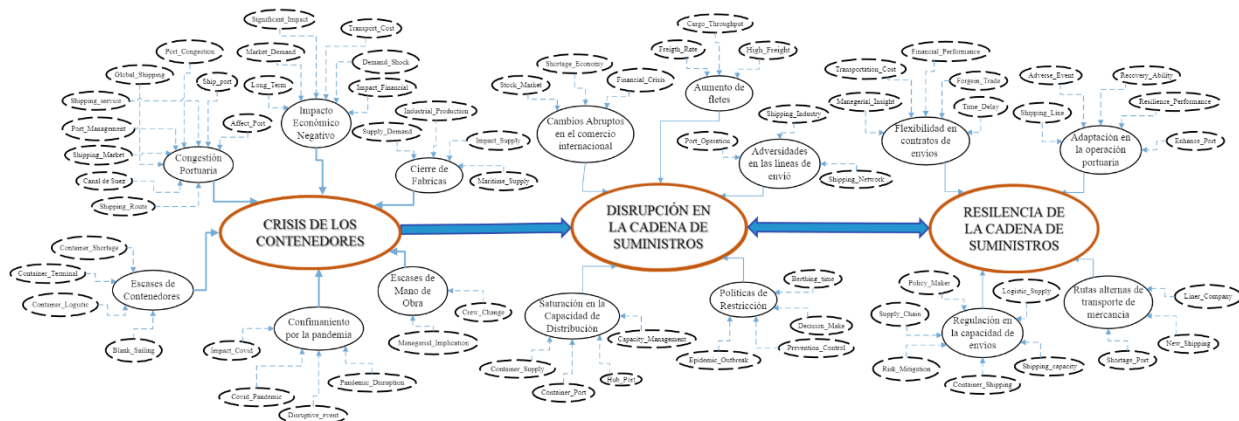 Significant_Impact
Transport_Cost
Port_Congestion
Market_Demand
Demand_Shock
Global_Shipping
Ship_port
Long_Term
Impact_Financial
Shipping_service
Impacto
Económico
Negativo
Industrial_Production
Port_Management
Affect_Port
Supply_Demand
Impact_Supply
Shipping_Market
Congestión
Portuaria
Cierre de
Fabricas
Canal de Suez
Maritime_Supply
Shipping_Route
CRISIS DE LOS
CONTENEDORES
Container_Shortage
Container_Terminal
Container_Logistic
Escases de
Contenedores
Blank_Sailing
Escases de
Mano de
Obra
Crew_Change
Managerial_Implication
Confinamiento
por la pandemia
Impact_Covid
Covid_Pandemic
Pandemic_Disruption
Disruptive_event
Cargo_Throughput
Freigth_Rate
High_Freight
Shortage_Economy
Stock_Market
Financial_Crisis
Aumento de
fletes
Cambios Abruptos
en el comercio
internacional
Shipping_Industry
Port_Operation
Adversidades
en las lineas de
envió
Shipping_Network
DISRUPCIÓN EN
LA CADENA DE
SUMINISTROS
Saturación en la
Capacidad de
Distribución
Capacity_Management
Container_Supply
Container_Port
Hub_Port
Politicas de
Restricción
Berthing_time
Decision_Make
Prevention_Control
Epidemic_Outbreak
Financial_Performance
Transportation_Cost
Foregon_Trade
Manegerial_Insight
Time_Delay
Flexibilidad en
contratos de
envios
Adverse_Event
Recovery_Ability
Resilience_Performance
Shipping_Line
Adaptación en
la operación
portuaria
Enhance_Port
RESILENCIA DE
LA CADENA DE
SUMINISTROS
Policy_Maker
Logistic_Supply
Supply_Chain
Regulación en la
capacidad de
envios
Risk_Mitigation
Shipping_capacity
Container_Shipping
Rutas alternas de
transporte de
mercancia
Liner_Company
New_Shipping
Shortage_Port